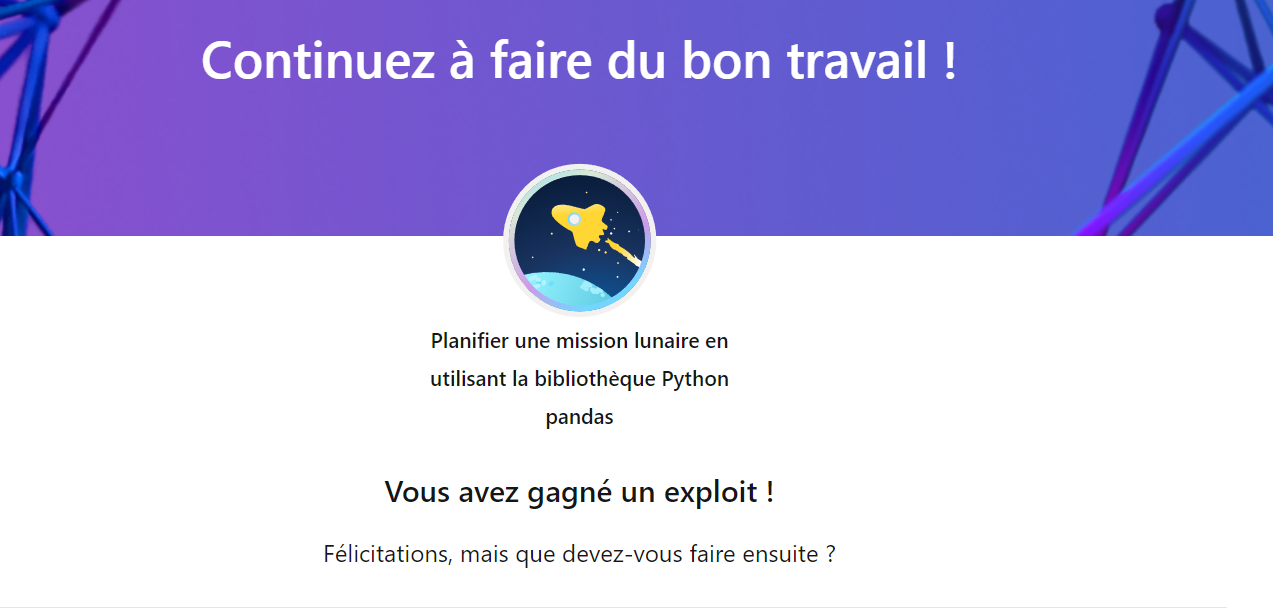 Continuez à faire du bon travail !
Planifier une mission lunaire en
utilisant la bibliothèque Python
pandas
Vous avez gagné un exploit !
Félicitations, mais que devez-vous faire ensuite ?